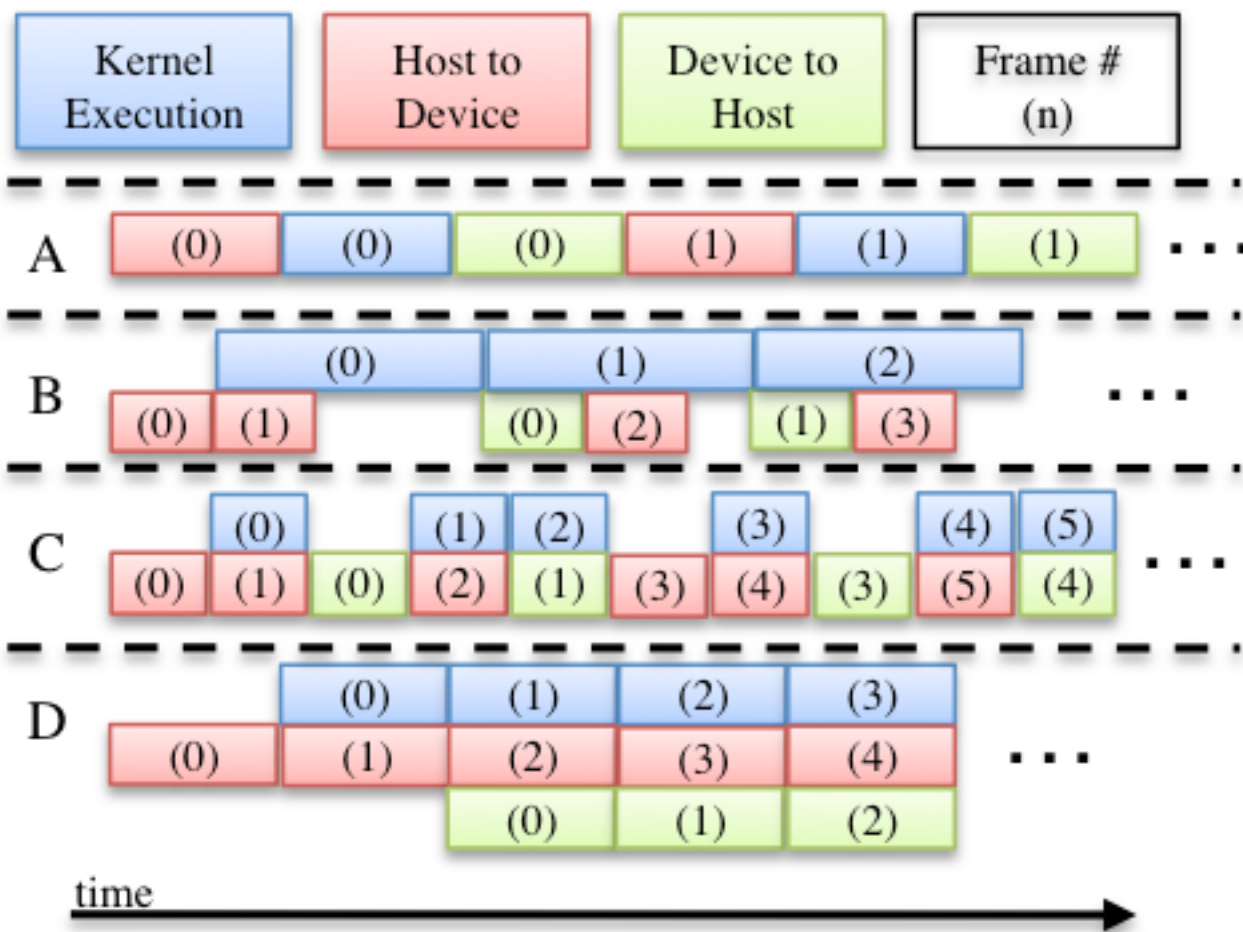 Kernel
Execution
Host to
Device
Device to
Host
Frame #
(n)
A
(0) (0) (0) (1) (1) (1) ...
B
(0) (1) (2)
(0) (1) (0) (2) (1) (3) ...
C
(0) (1) (2) (3) (4) (5)
(0) (1) (0) (2) (1) (3) (4) (3) (5) (4) ...
D
(0) (1) (2) (3)
(0) (1) (2) (3) (4) ...
(0) (1) (2)
time